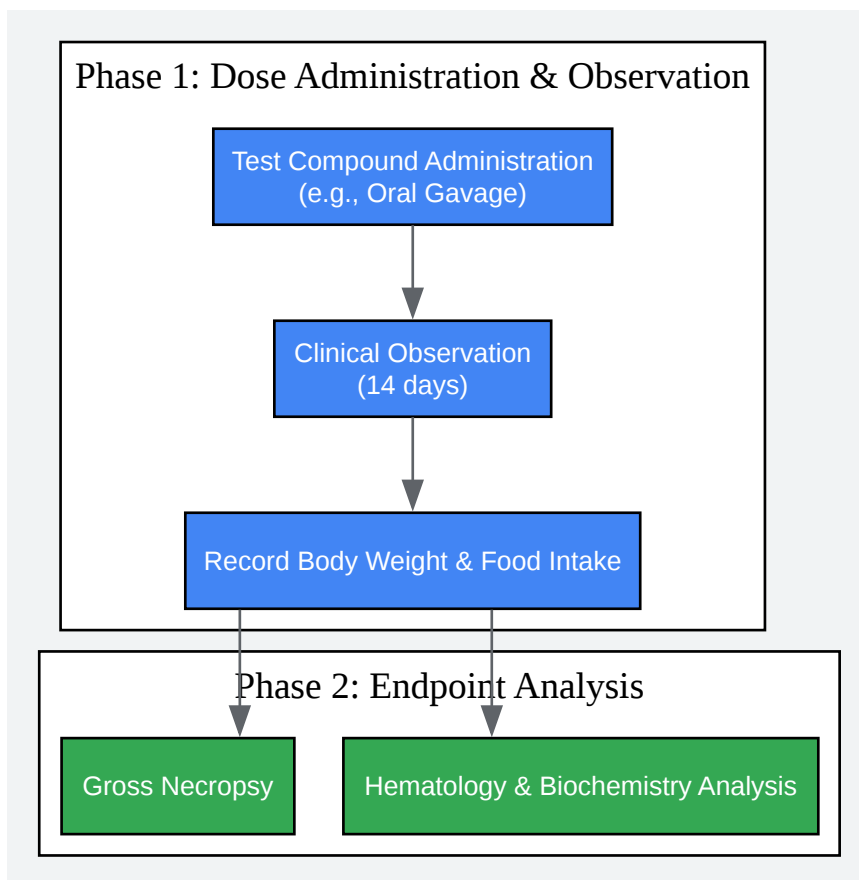 Phase 1: Dose Administration & Observation
Test Compound Administration
(e.g., Oral Gavage)
Clinical Observation
(14 days)
Record Body Weight & Food Intake
Phase 2: Endpoint Analysis
Gross Necropsy
Hematology & Biochemistry Analysis